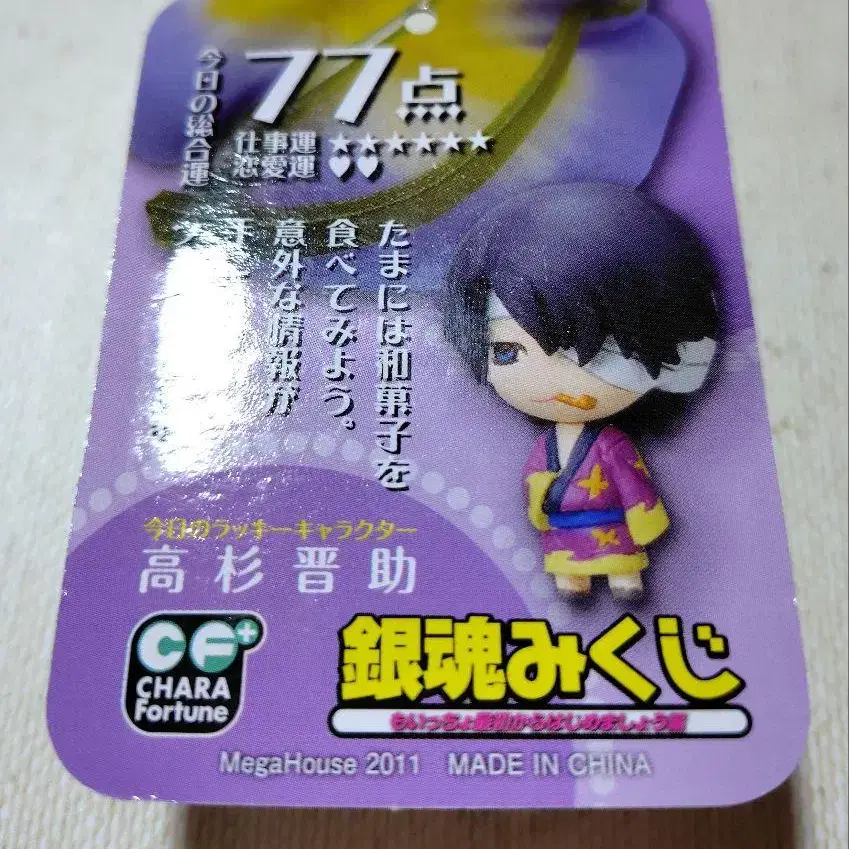 今日の総合運
77点
仕事運 ★★★★★★
恋愛運 ♥♥
たまには和菓子を
食べてみよう。
意外な情報が
今日のラッキーキャラクター
高杉晋助
CF+
CHARA
Fortune
銀魂みくじ
MegaHouse 2011 MADE IN CHINA